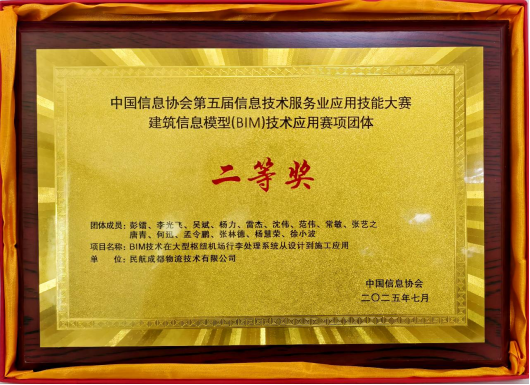 中国信息协会第五届信息技术服务业应用技能大赛
建筑信息模型(BIM)技术应用赛项团体
二等奖
团体成员：彭镭、李光飞、吴斌、杨力、雷杰、沈伟、范伟、常敏、张艺之
唐青、何迅、孟令鹏、张林德、杨慧荣、徐小波
项目名称：BIM技术在大型枢纽机场行李处理系统从设计到施工应用
单　　位：民航成都物流技术有限公司
中国信息协会
二〇二五年七月